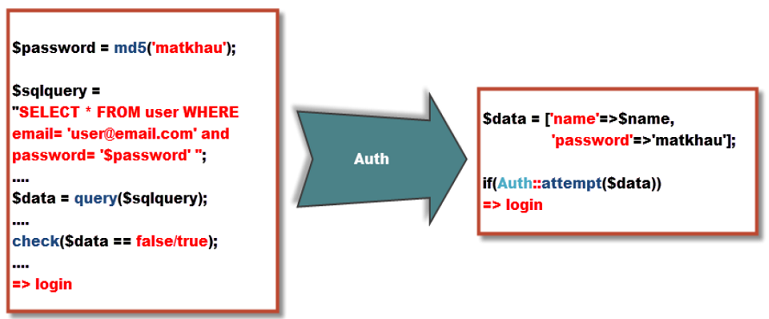 $password = md5('matkhau');
$sqlquery =
"SELECT * FROM user WHERE
email= 'user@email.com' and
password= '$password' ";
....
$data = query($sqlquery);
....
check($data == false/true);
....
=> login
Auth
$data = ['name'=>$name,
'password'=>'matkhau'];
if(Auth::attempt($data))
=> login